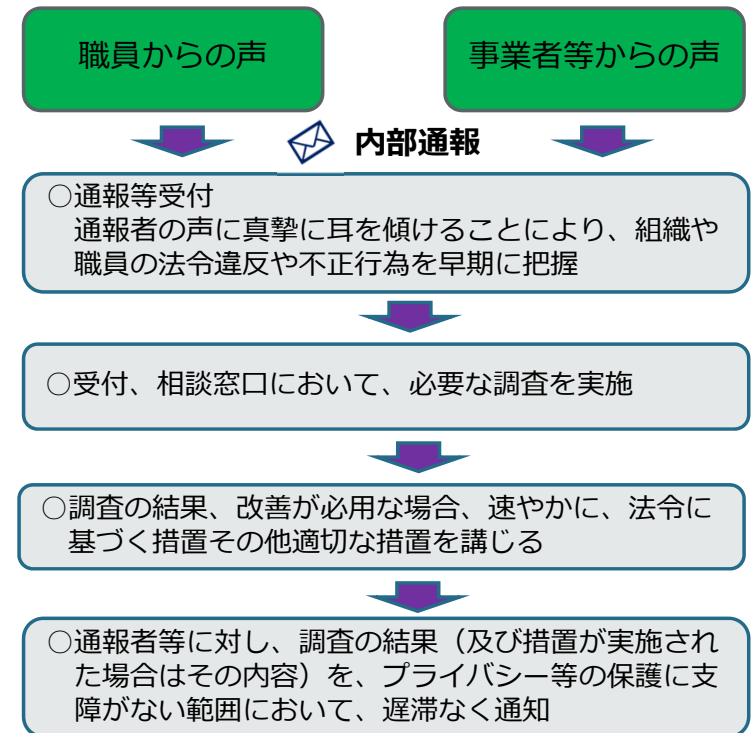 職員からの声
事業者等からの声
内部通報
○通報等受付
通報者の声に真摯に耳を傾けることにより、組織や
職員の法令違反や不正行為を早期に把握
○受付、相談窓口において、必要な調査を実施
○調査の結果、改善が必用な場合、速やかに、法令に
基づく措置その他適切な措置を講じる
○通報者等に対し、調査の結果（及び措置が実施され
た場合はその内容）を、プライバシー等の保護に支
障がない範囲において、遅滞なく通知